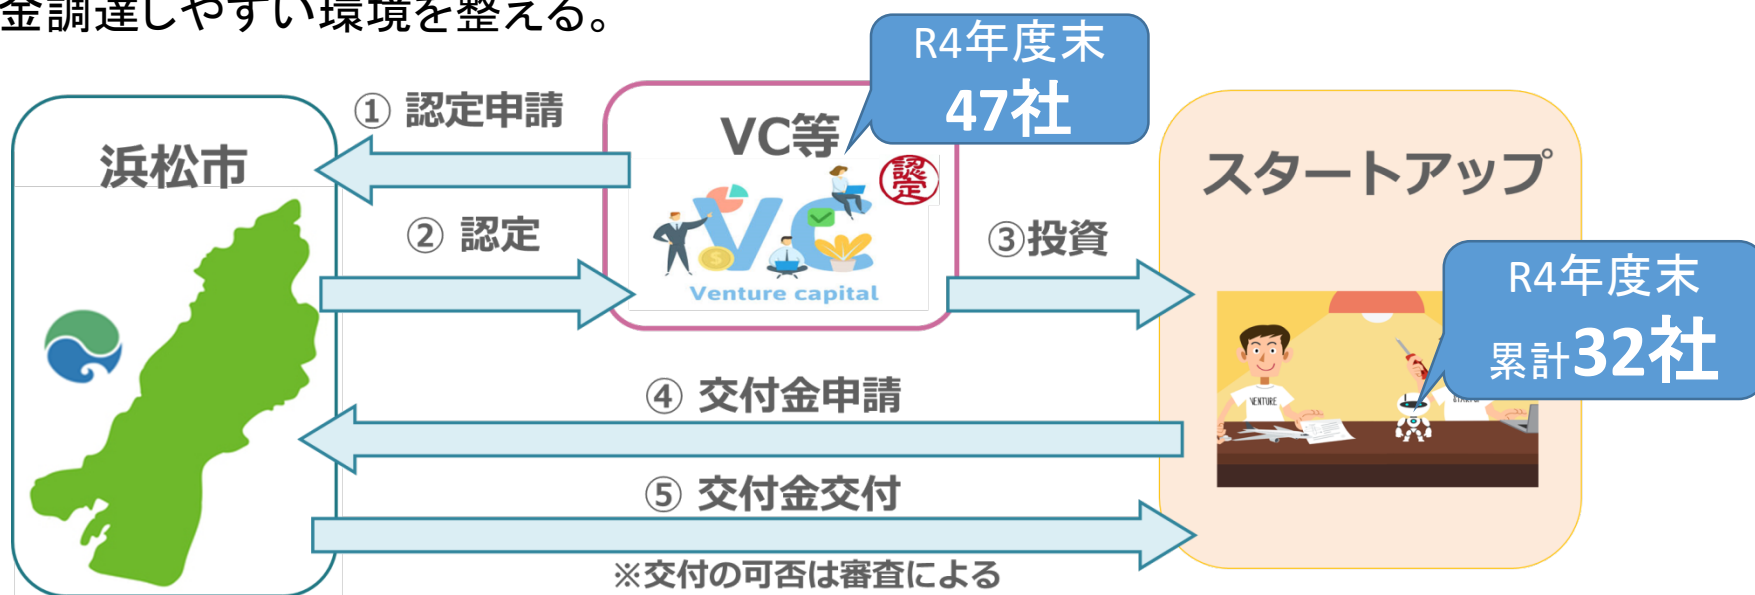 金調達しやすい環境を整える。
R4年度末
47社
① 認定申請
VC等
認定
浜松市
スタートアップ
② 認定
VC
Venture capital
③投資
R4年度末
累計32社
VENTURE
④ 交付金申請
⑤ 交付金交付
※交付の可否は審査による